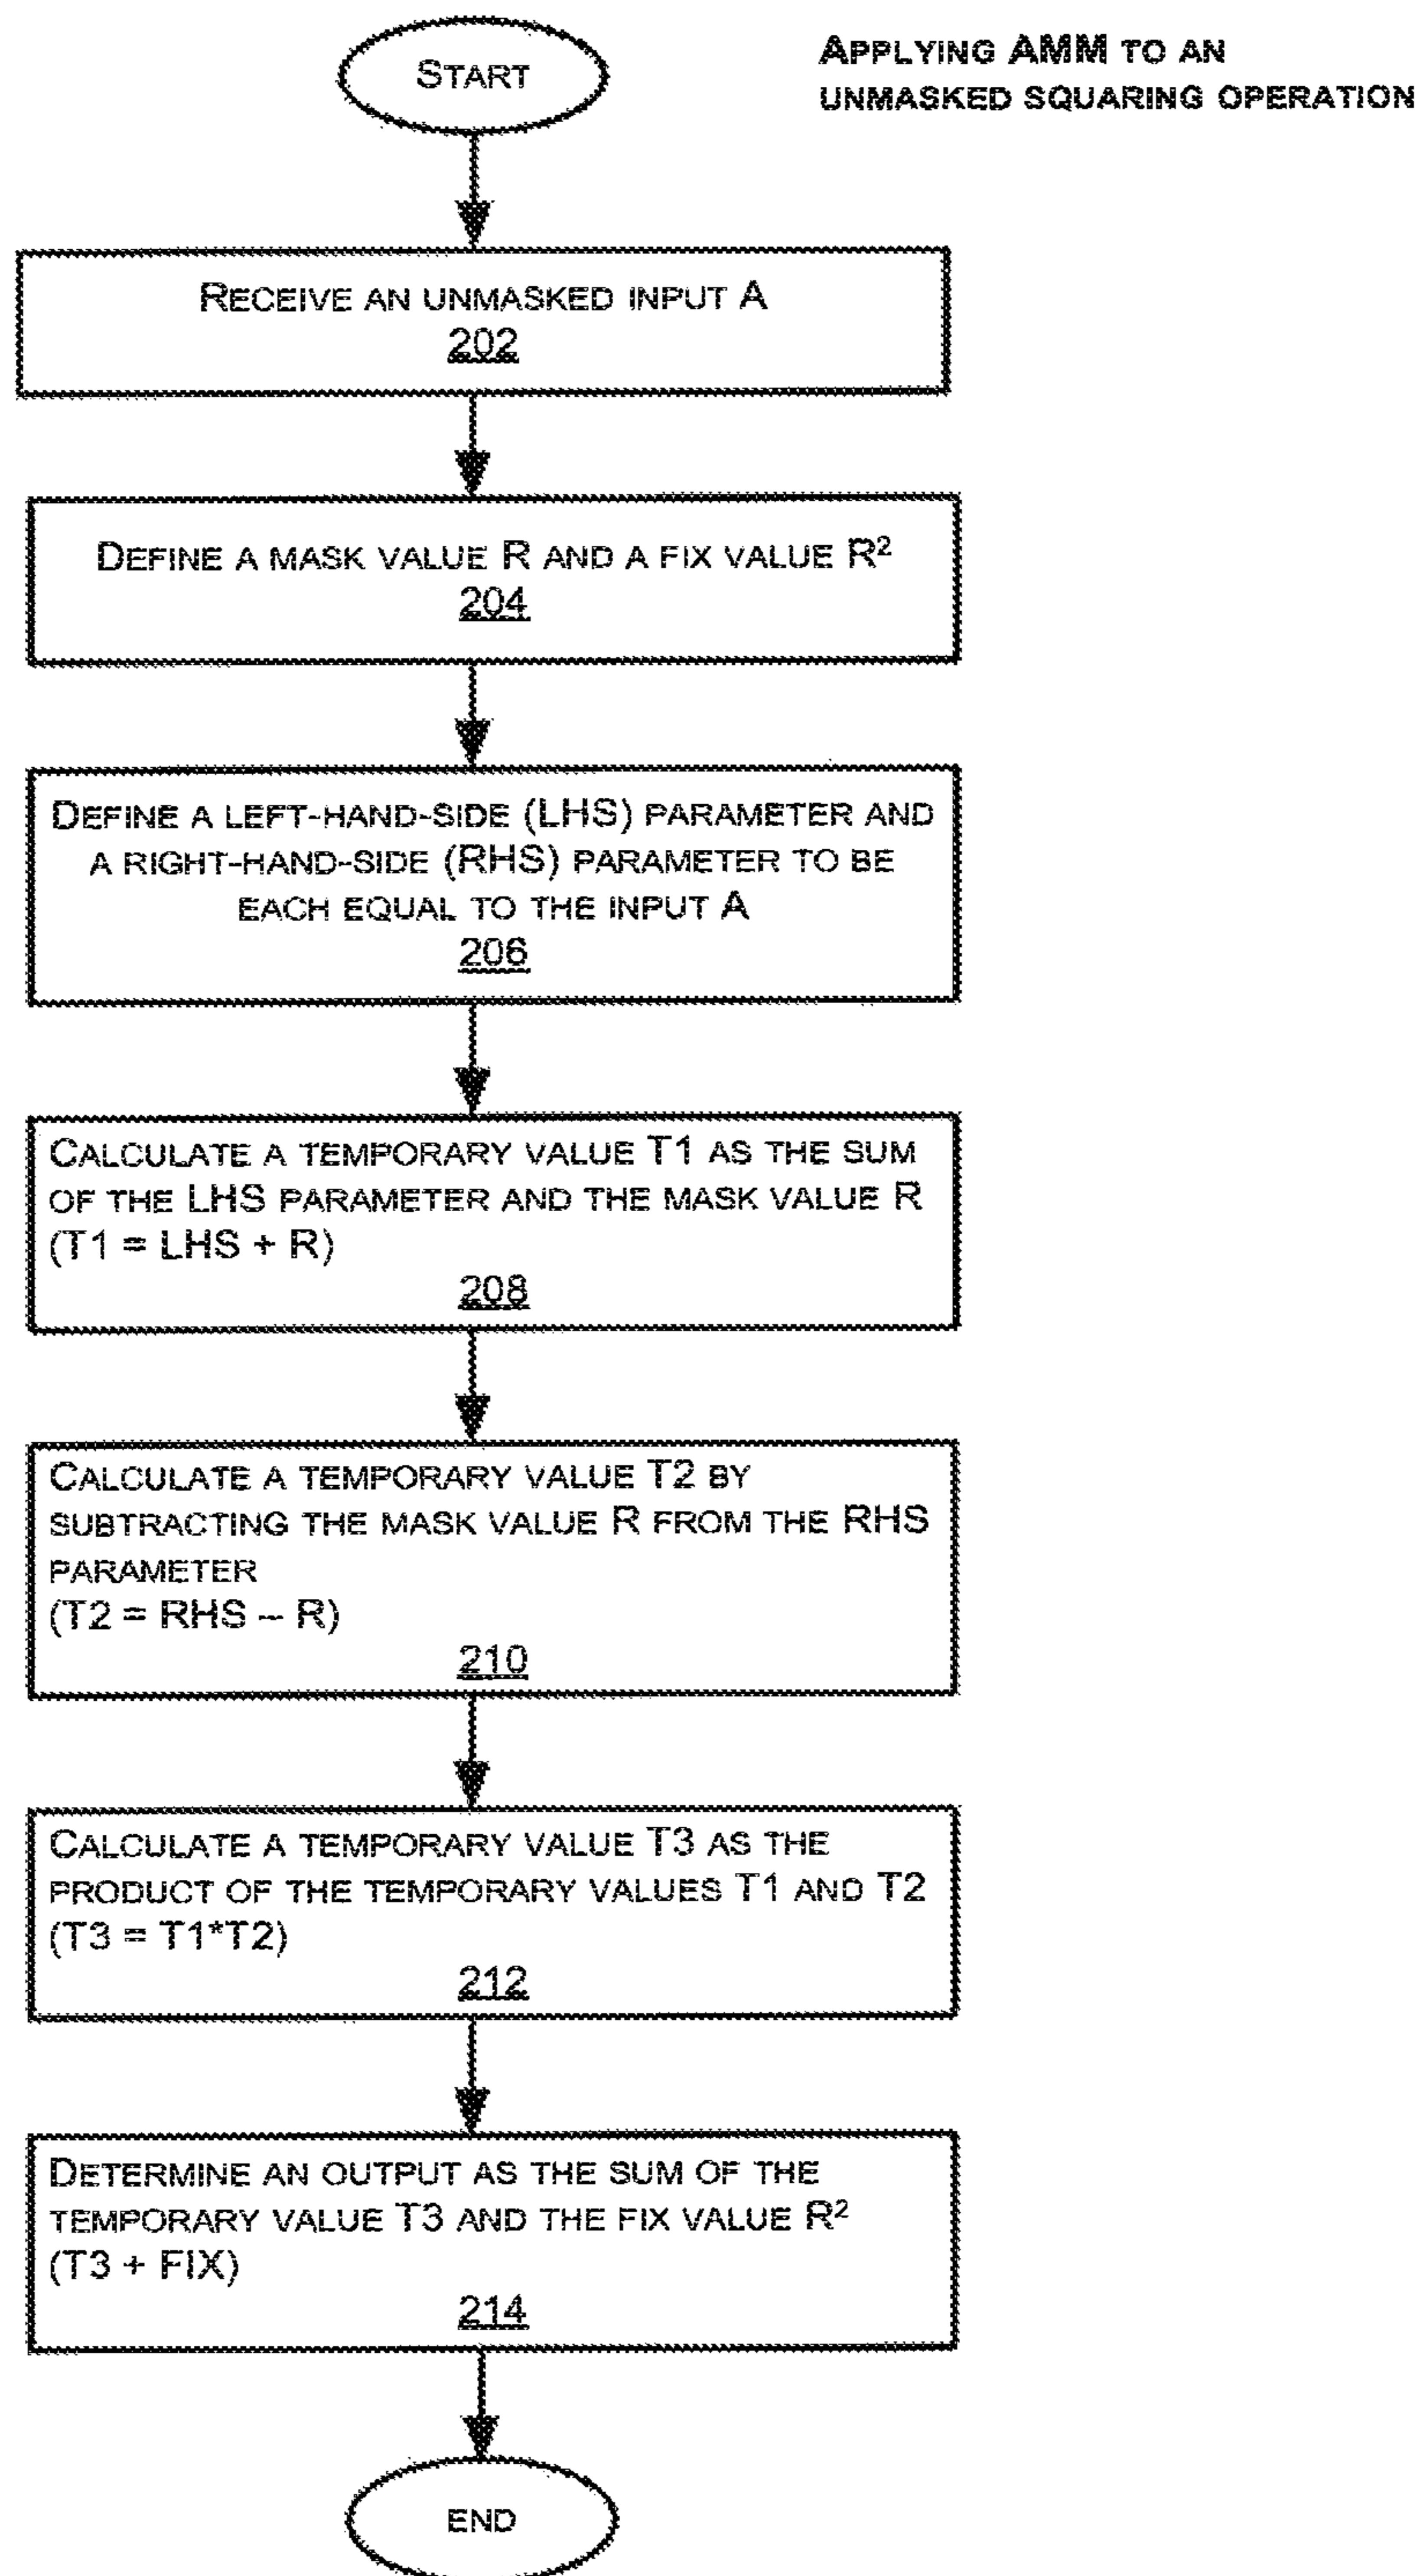 START
APPLYING AMM TO AN
UNMASKED SQUARING OPERATION
RECEIVE AN UNMASKED INPUT A
202
DEFINE A MASK VALUE R AND A FIX VALUE R²
204
DEFINE A LEFT-HAND-SIDE (LHS) PARAMETER AND
A RIGHT-HAND-SIDE (RHS) PARAMETER TO BE
EACH EQUAL TO THE INPUT A
206
CALCULATE A TEMPORARY VALUE T1 AS THE SUM
OF THE LHS PARAMETER AND THE MASK VALUE R
(T1 = LHS + R)
208
CALCULATE A TEMPORARY VALUE T2 BY
SUBTRACTING THE MASK VALUE R FROM THE RHS
PARAMETER
(T2 = RHS – R)
210
CALCULATE A TEMPORARY VALUE T3 AS THE
PRODUCT OF THE TEMPORARY VALUES T1 AND T2
(T3 = T1*T2)
212
DETERMINE AN OUTPUT AS THE SUM OF THE
TEMPORARY VALUE T3 AND THE FIX VALUE R²
(T3 + FIX)
214
END